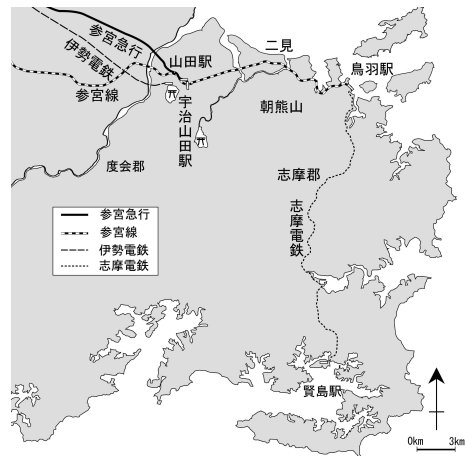 参宮急行
伊勢電鉄
参宮線
山田駅
宇治山田駅
二見
鳥羽駅
朝熊山
度会郡
志摩郡
志摩電鉄
参宮急行
参宮線
伊勢電鉄
志摩電鉄
賢島駅
0km 3km